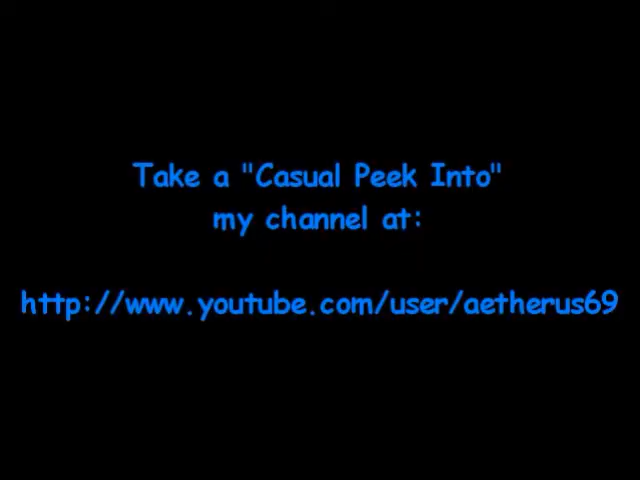 Take a "Casual Peek Into"
my channel at:
http://www.youtube.com/user/aetherus69